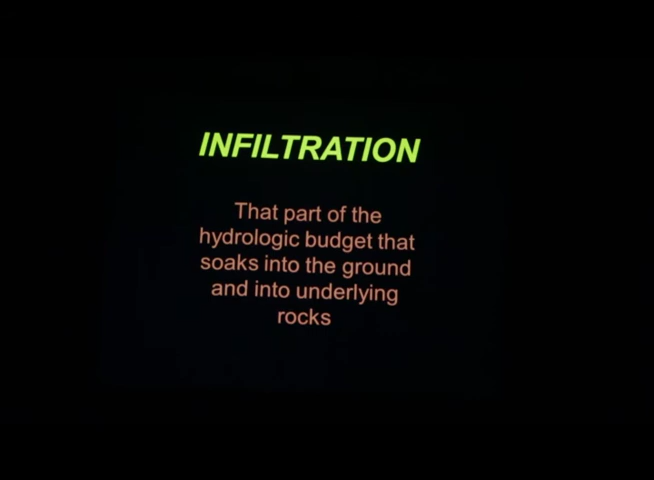 INFILTRATION
That part of the
hydrologic budget that
soaks into the ground
and into underlying
rocks